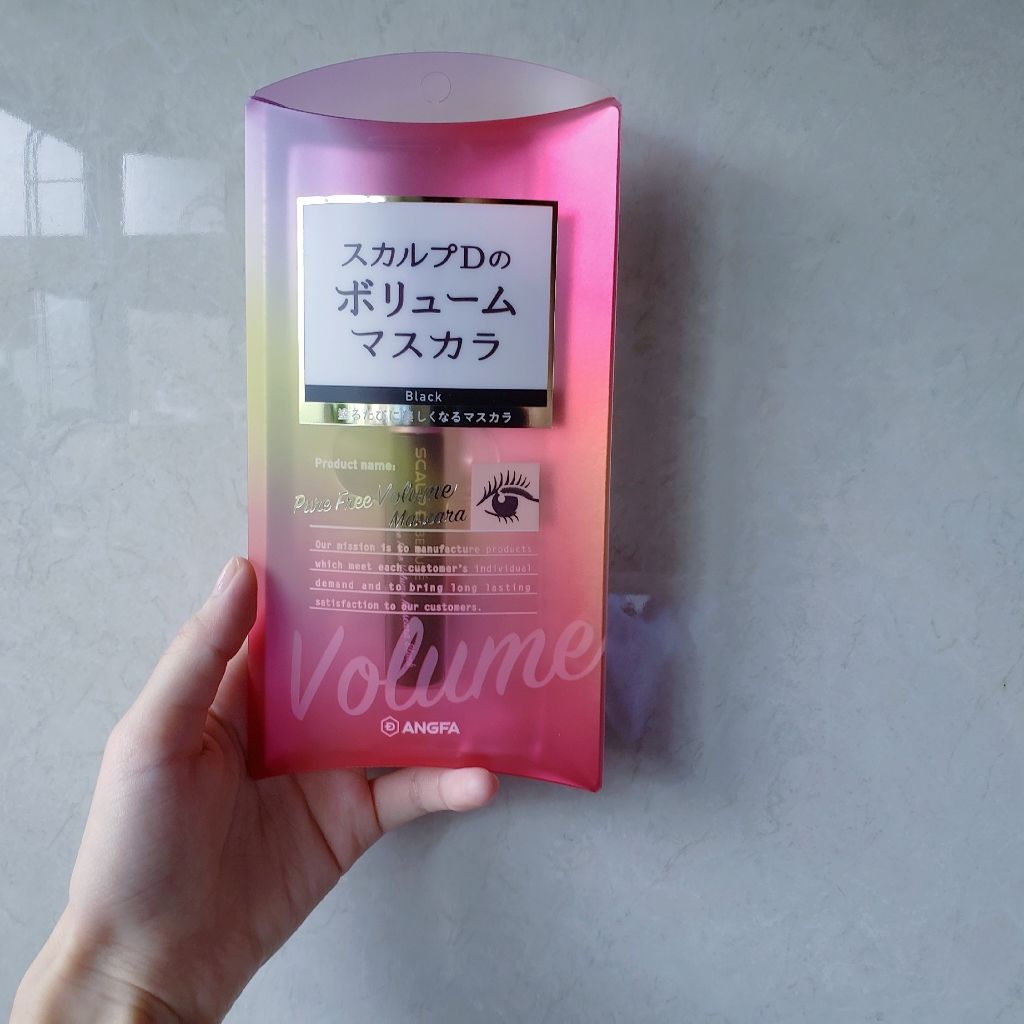 スカルプDの
ボリューム
マスカラ
Black
塗るたびに美しくなるマスカラ
Product name:
Pure Free Volume
Mascara
Our mission is to manufacture products
which meet each customer's individual
demand and to bring long lasting
satisfaction to our customers.
Volume
ANGFA